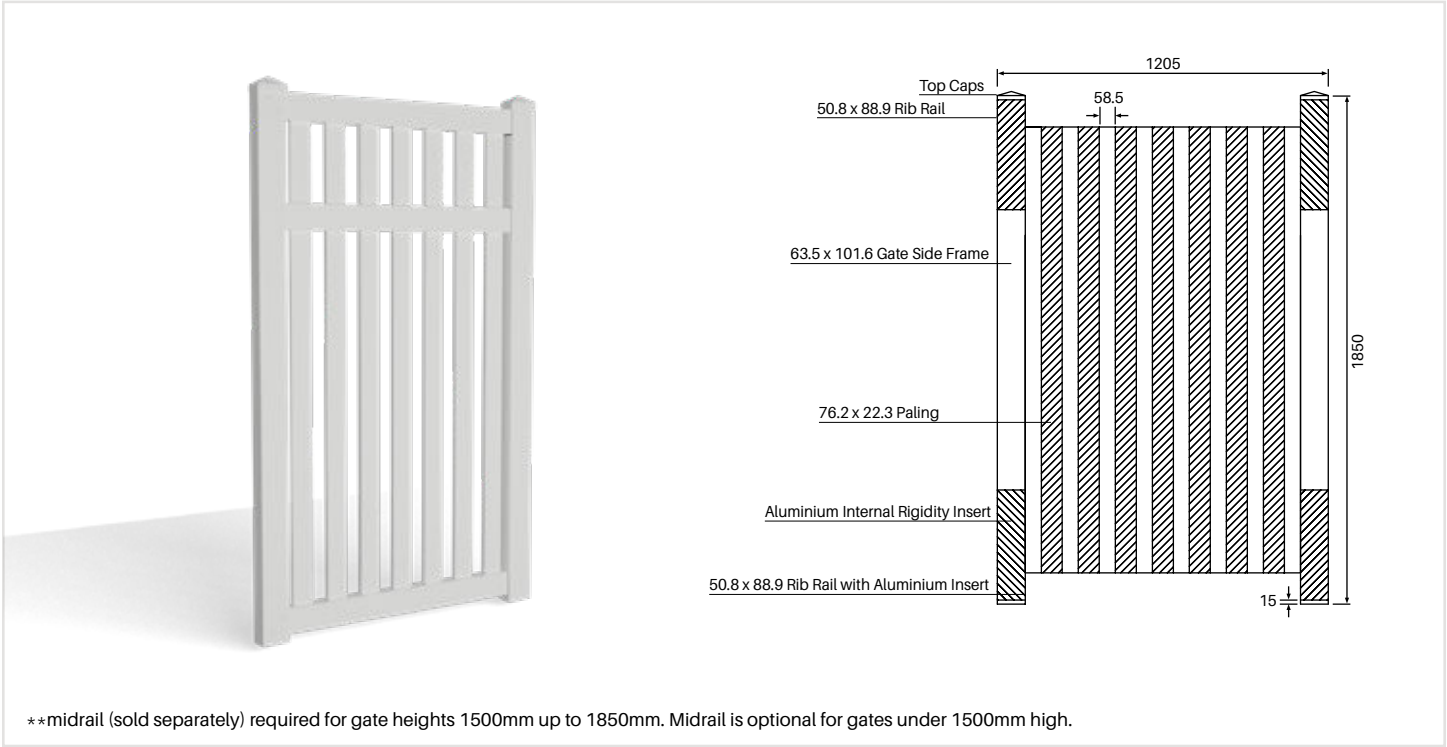 1205
Top Caps
58.5
50.8 x 88.9 Rib Rail
63.5 x 101.6 Gate Side Frame
1850
76.2 x 22.3 Paling
Aluminium Internal Rigidity Insert
50.8 x 88.9 Rib Rail with Aluminium Insert
15
**midrail (sold separately) required for gate heights 1500mm up to 1850mm. Midrail is optional for gates under 1500mm high.